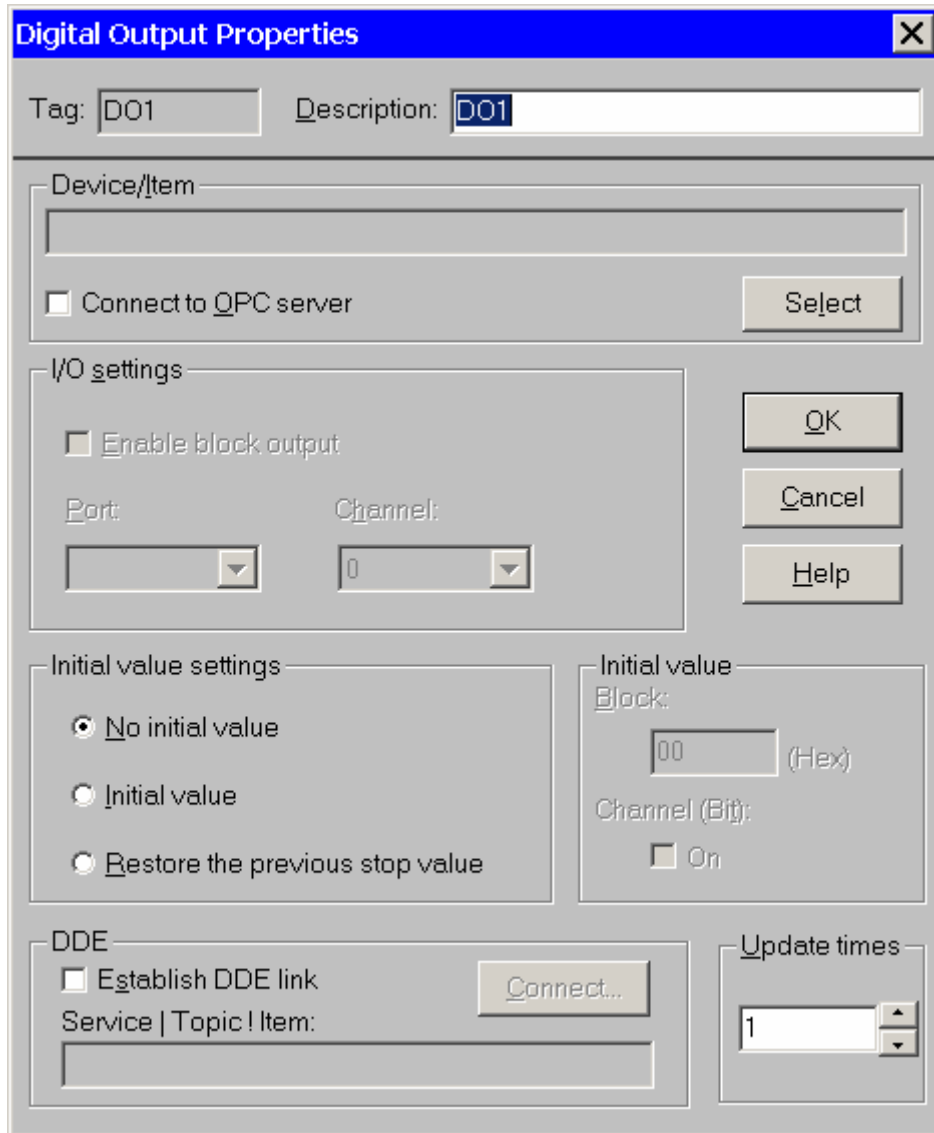 Digital Output Properties
Tag: DO1 Description: DO1
Device/Item
Connect to OPC server Select
I/O settings
Enable block output
OK
Port: Channel:
Cancel
0
Help
Initial value settings
Initial value
Block:
No initial value
00 (Hex)
Initial value
Channel (Bit):
Restore the previous stop value
On
DDE
Update times
Establish DDE link
Connect...
Service | Topic ! Item:
1